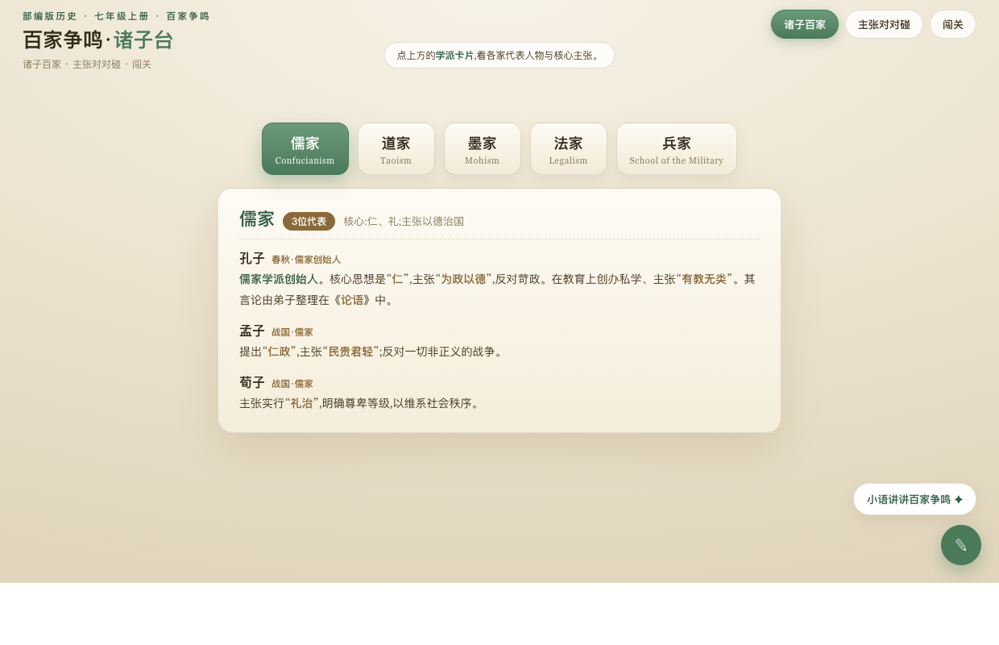 部编版历史 · 七年级上册 · 百家争鸣
百家争鸣·诸子台
诸子百家 · 主张对对碰 · 闯关
诸子百家
主张对对碰
闯关
点上方的学派卡片,看各家代表人物与核心主张。
儒家
Confucianism
道家
Taoism
墨家
Mohism
法家
Legalism
兵家
School of the Military
儒家 3位代表 核心:仁、礼;主张以德治国
孔子 春秋·儒家创始人
儒家学派创始人。核心思想是“仁”,主张“为政以德”,反对苛政。在教育上创办私学、主张“有教无类”。其
言论由弟子整理在《论语》中。
孟子 战国·儒家
提出“仁政”,主张“民贵君轻”;反对一切非正义的战争。
荀子 战国·儒家
主张实行“礼治”,明确尊卑等级,以维系社会秩序。
小语讲讲百家争鸣 ✦